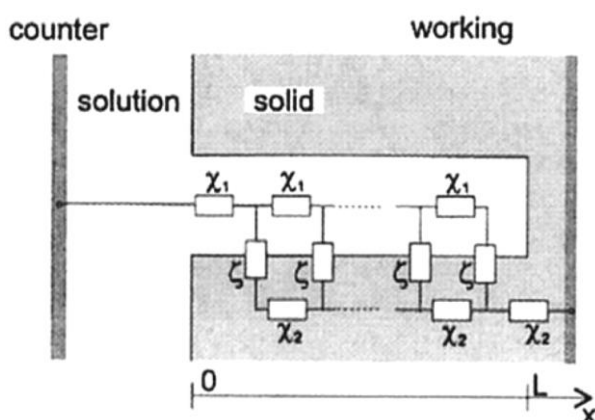 counter
working
solution
solid
χ₁ χ₁ χ₁
ζ ζ ζ ζ
χ₂ χ₂ χ₂
0 L x